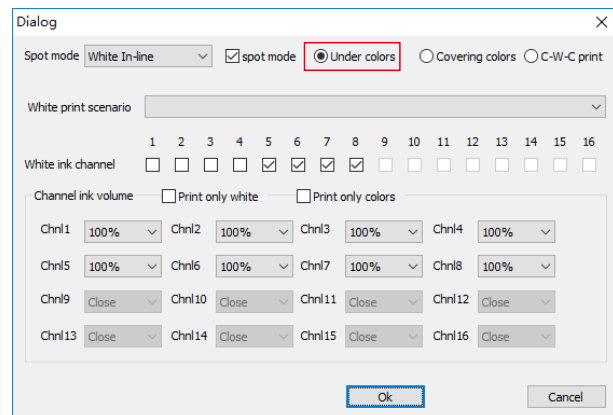 Dialog
Spot mode White In-line spot mode Under colors Covering colors C-W-C print
White print scenario
1 2 3 4 5 6 7 8 9 10 11 12 13 14 15 16
White ink channel
Channel ink volume Print only white Print only colors
Chnl1 100% Chnl2 100% Chnl3 100% Chnl4 100%
Chnl5 100% Chnl6 100% Chnl7 100% Chnl8 100%
Chnl9 Close Chnl10 Close Chnl11 Close Chnl12 Close
Chnl13 Close Chnl14 Close Chnl15 Close Chnl16 Close
Ok Cancel